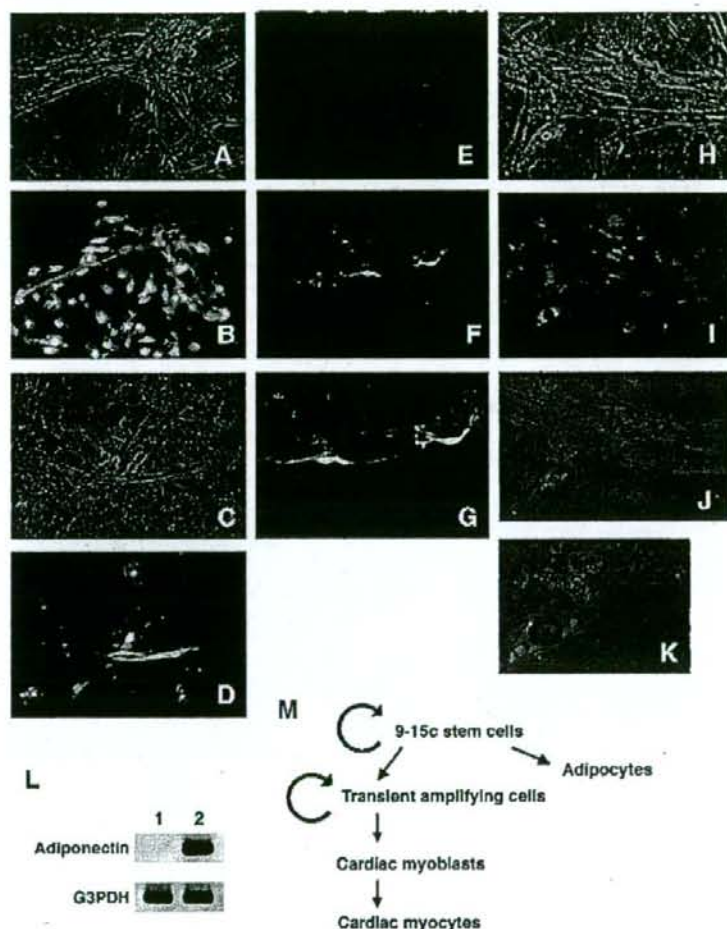 A
E
H
B
F
I
C
G
J
D
K
M
9-15c stem cells
Adipocytes
Transient amplifying cells
Cardiac myoblasts
Cardiac myocytes
L
1 2
Adiponectin
G3PDH